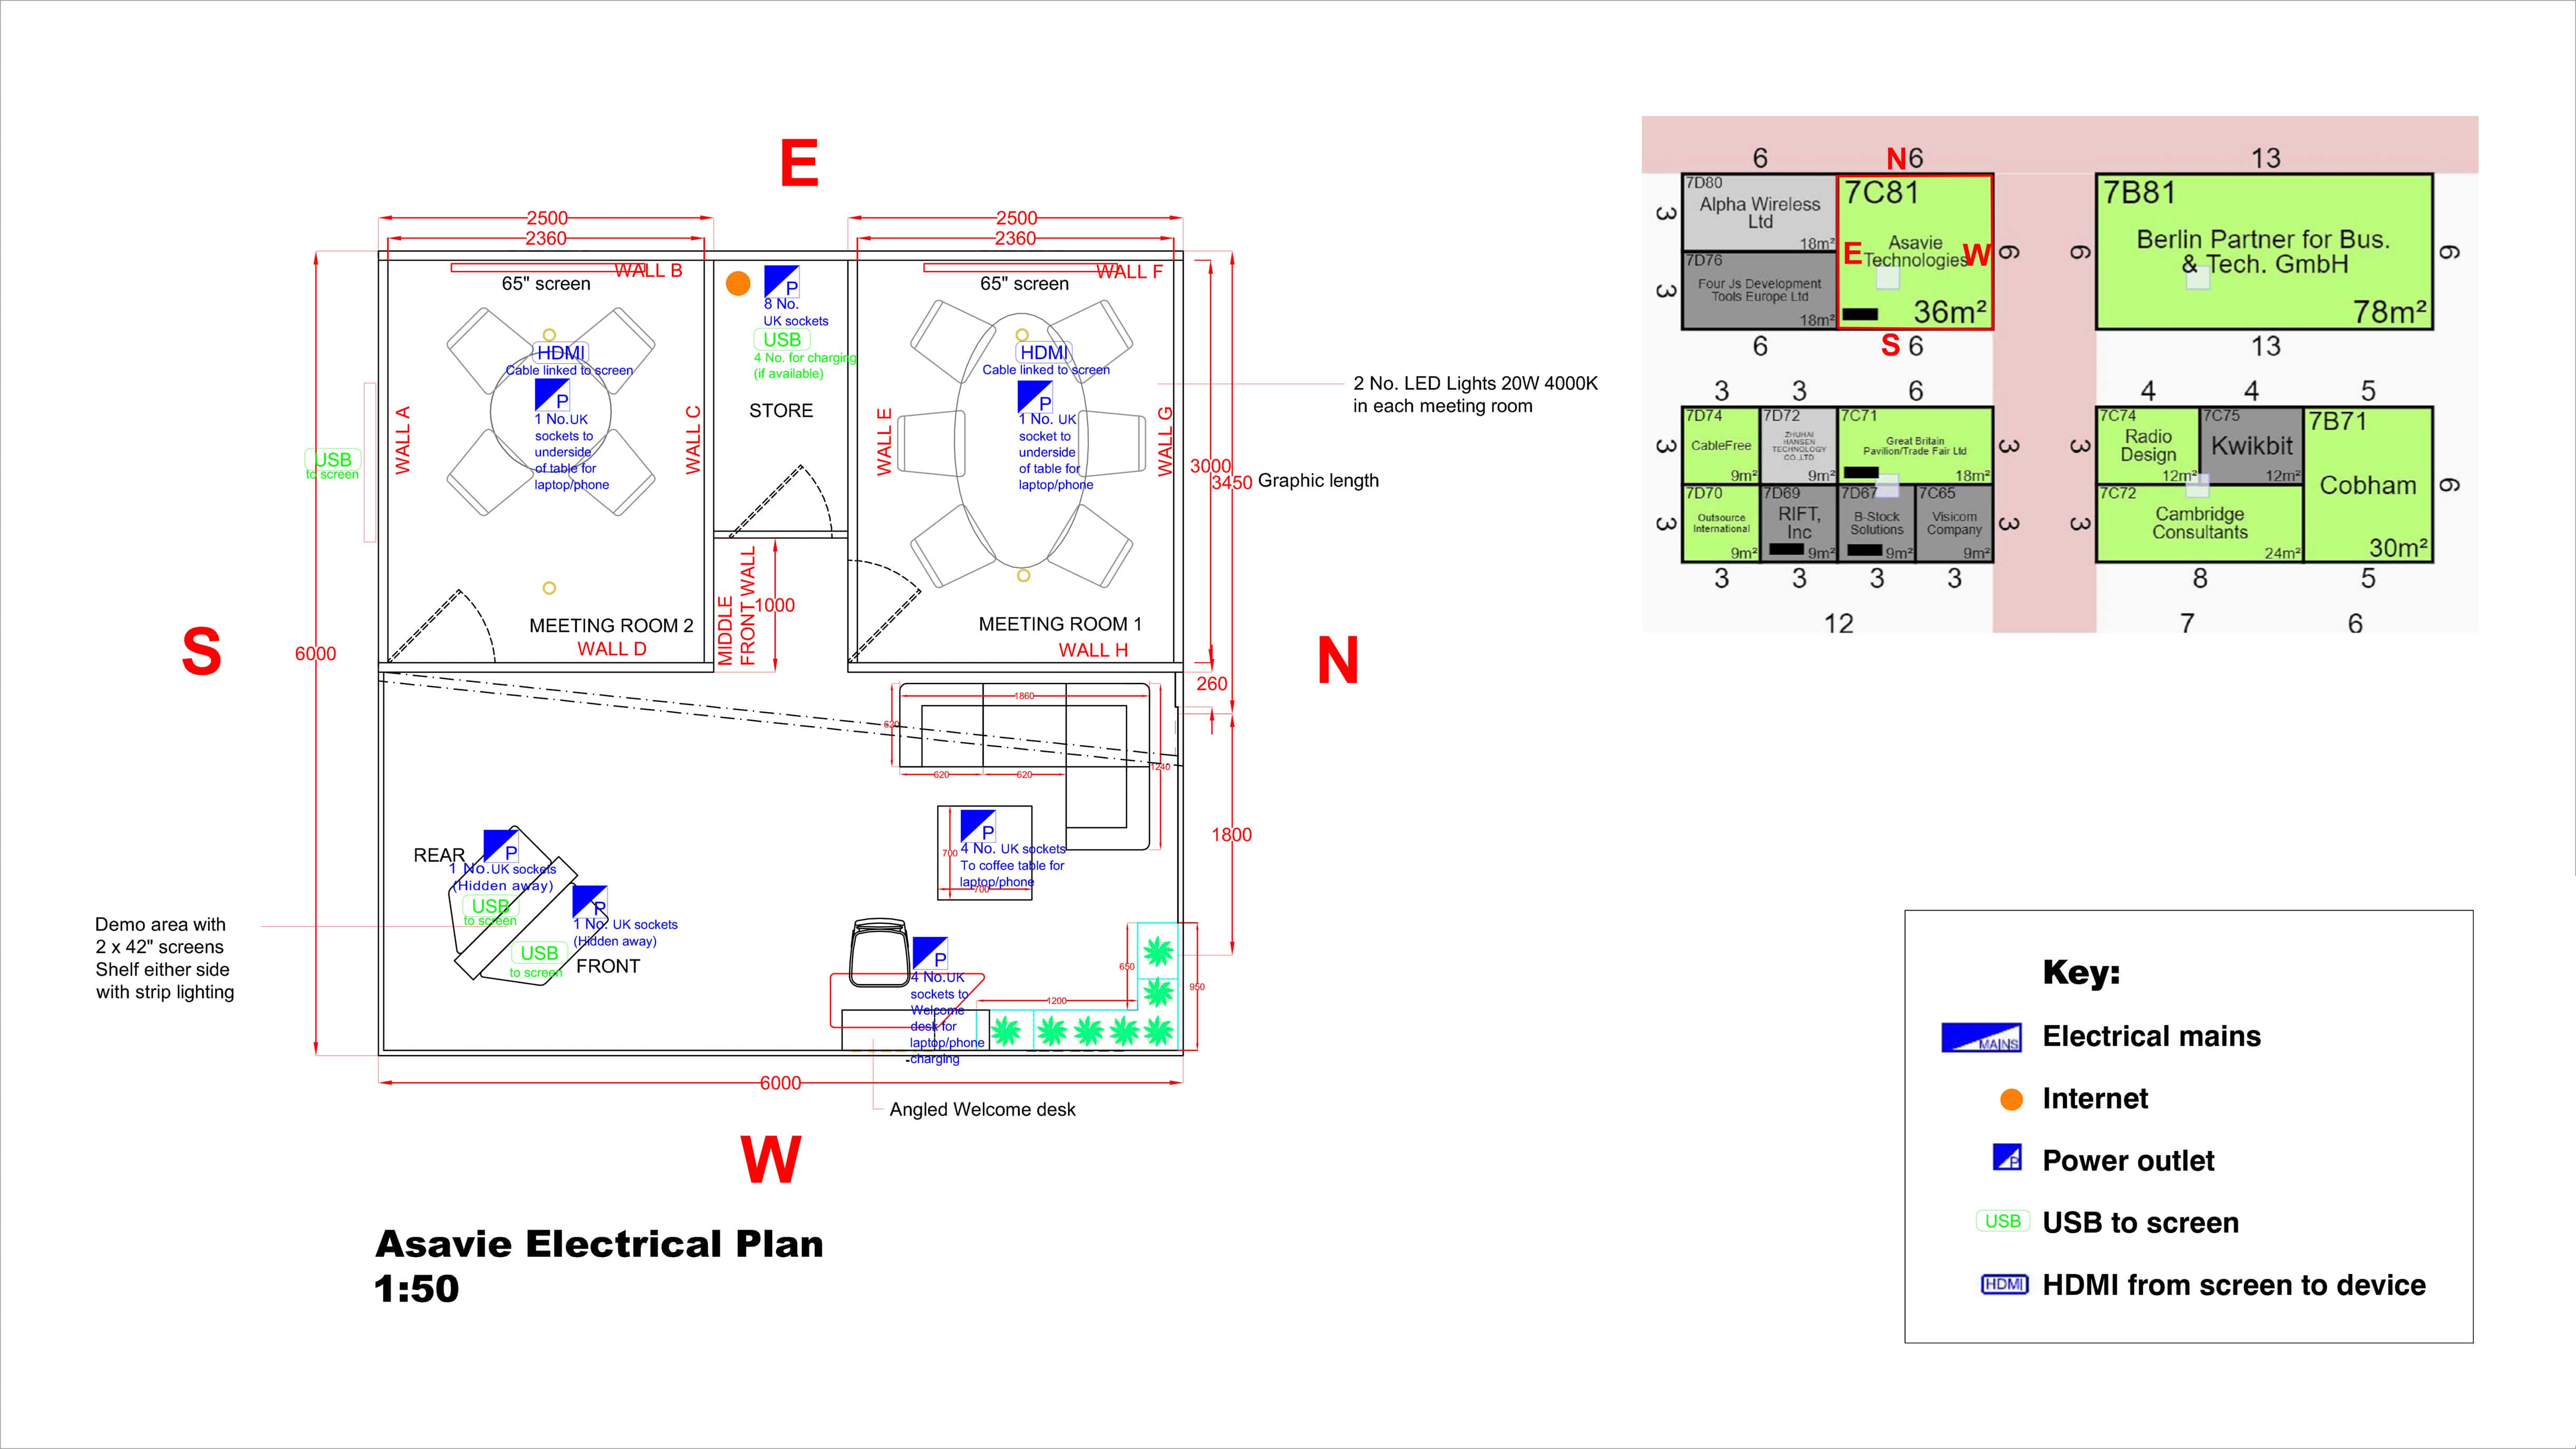 E
2500
2500
2360
2360
WALL B
65" screen
WALL F
65" screen
8 No.
UK sockets
USB
4 No. for charging
(if available)
STORE
HDMI
Cable linked to screen
1 No.UK
sockets to
underside
of table for
laptop/phone
HDMI
Cable linked to screen
1 No. UK
socket to
underside
of table for
laptop/phone
P
P
P
WALL A
WALL C
WALL E
WALL G
USB
to screen
2 No. LED Lights 20W 4000K
in each meeting room
3000
3450
Graphic length
S
6000
MEETING ROOM 2
WALL D
MIDDLE
FRONT WALL
1000
MEETING ROOM 1
WALL H
N
260
1860
620
620
620
1240
1800
REAR
P
1 No.UK sockets
(Hidden away)
USB
to screen
P
1 No. UK sockets
(Hidden away)
USB
to screen
FRONT
P
4 No. UK sockets
To coffee table for
laptop/phone
700
700
Demo area with
2 x 42" screens
Shelf either side
with strip lighting
P
4 No.UK
sockets to
Welcome
desk for
laptop/phone
-charging
650
950
1200
6000
Angled Welcome desk
W
Asavie Electrical Plan
1:50
6
N6
13
7D80
Alpha Wireless
Ltd
18m²
7D76
Four Js Development
Tools Europe Ltd
18m²
3
3
7C81
Asavie
Technologies
E
W
36m²
6
6
7B81
Berlin Partner for Bus.
& Tech. GmbH
78m²
6
6
S 6
13
3
3
6
4
4
5
7D74
CableFree
9m²
7D72
ZHUHAI
HANSEN
TECHNOLOGY
CO.,LTD
9m²
7C71
Great Britain
Pavilion/Trade Fair Ltd
18m²
7C74
Radio
Design
12m²
7C75
Kwikbit
12m²
7B71
Cobham
30m²
3
3
3
6
7D70
Outsource
International
9m²
7D69
RIFT,
Inc
9m²
7D67
B-Stock
Solutions
9m²
7C65
Visicom
Company
9m²
7C72
Cambridge
Consultants
24m²
3
3
3
3
3
3
3
8
5
12
7
6
Key:
MAINS
Electrical mains
Internet
P
Power outlet
USB
USB to screen
HDMI
HDMI from screen to device